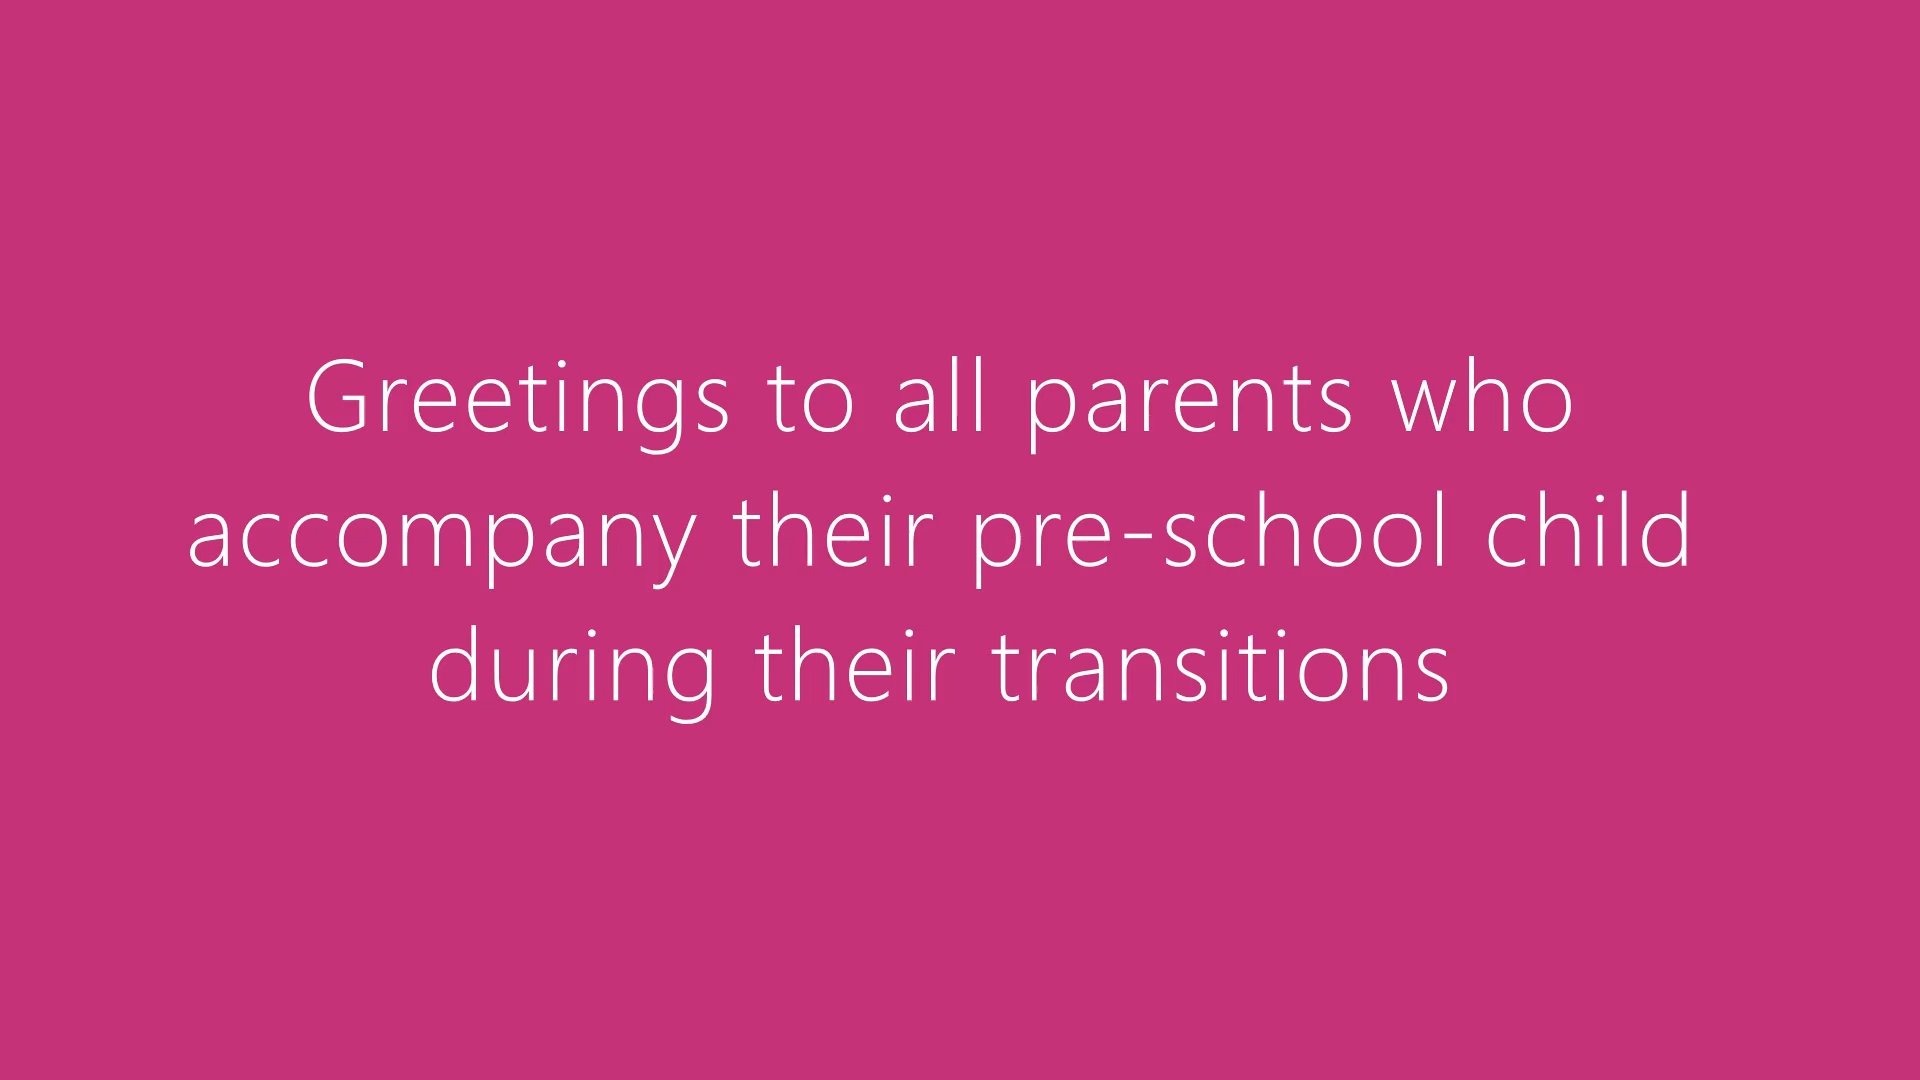 Greetings to all parents who
accompany their pre-school child
during their transitions